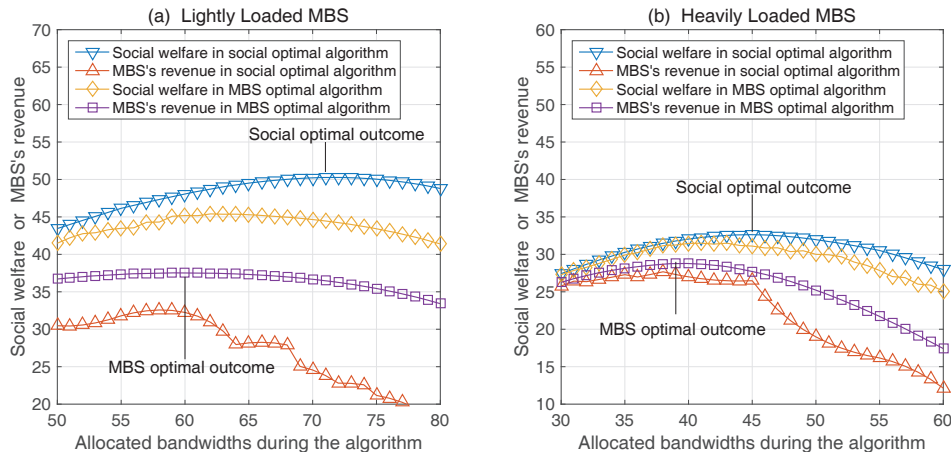 (a) Lightly Loaded MBS
70
65
60
55
50
45
40
35
30
25
20
Social welfare or MBS's revenue
Social welfare in social optimal algorithm
MBS's revenue in social optimal algorithm
Social welfare in MBS optimal algorithm
MBS's revenue in MBS optimal algorithm
Social optimal outcome
MBS optimal outcome
50 55 60 65 70 75 80
Allocated bandwidths during the algorithm
(b) Heavily Loaded MBS
60
55
50
45
40
35
30
25
20
15
10
Social welfare or MBS's revenue
Social welfare in social optimal algorithm
MBS's revenue in social optimal algorithm
Social welfare in MBS optimal algorithm
MBS's revenue in MBS optimal algorithm
Social optimal outcome
MBS optimal outcome
30 35 40 45 50 55 60
Allocated bandwidths during the algorithm